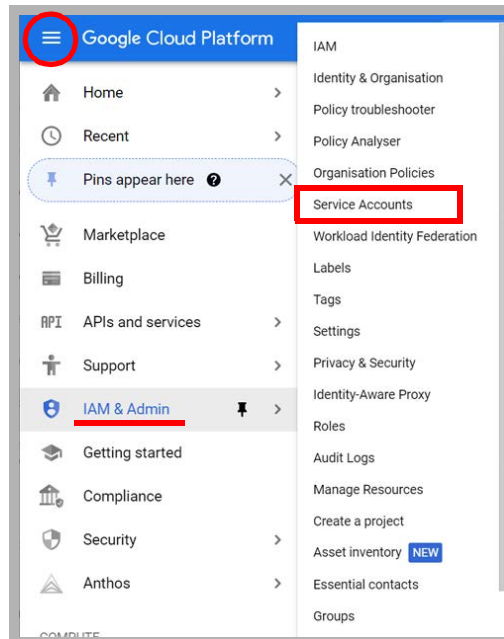 Google Cloud Platform
Home
Recent
Pins appear here
Marketplace
Billing
API APIs and services
Support
IAM & Admin
Getting started
Compliance
Security
Anthos
COMPUTE
IAM
Identity & Organisation
Policy troubleshooter
Policy Analyser
Organisation Policies
Service Accounts
Workload Identity Federation
Labels
Tags
Settings
Privacy & Security
Identity-Aware Proxy
Roles
Audit Logs
Manage Resources
Create a project
Asset inventory NEW
Essential contacts
Groups